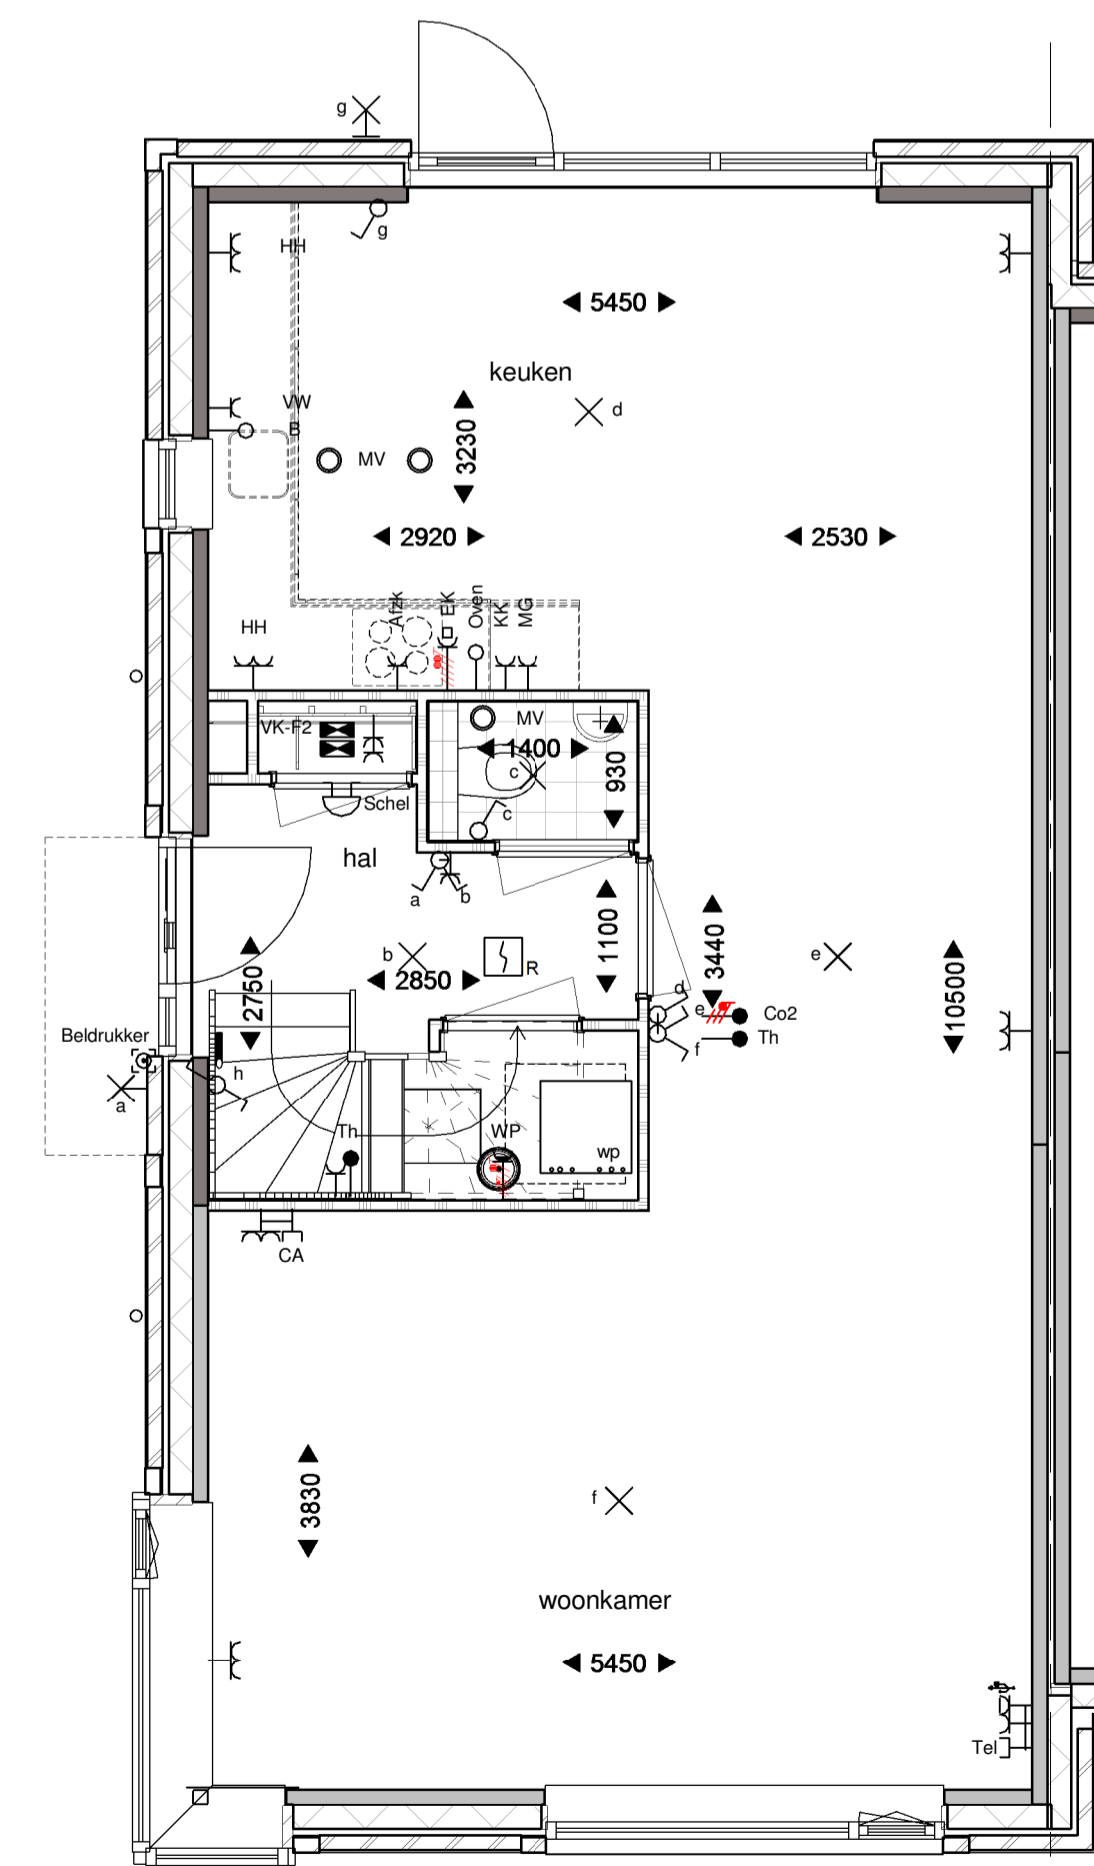 g
g
HH
5450
keuken
d
VW
B
3230
MV
2920
2530
Afzk
EK
Oven
KK
MG
HH
VK-F2
MV
1400
930
c
c
Schel
hal
a
b
b
2850
R
1100
3440
e
10500
2750
d
e
f
Co2
Th
Beldrukker
a
h
Th
WP
wp
CA
3830
f
woonkamer
5450
Tel